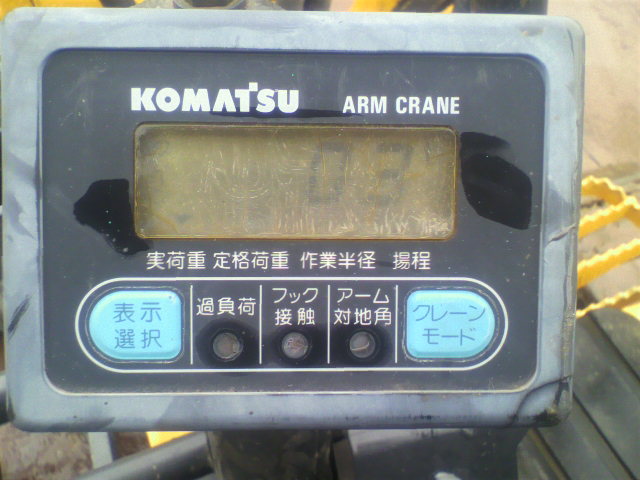 KOMATSU ARM CRANE
03
実荷重 定格荷重 作業半径 揚程
表示
選択
過負荷
フック
接触
アーム
対地角
クレーン
モード